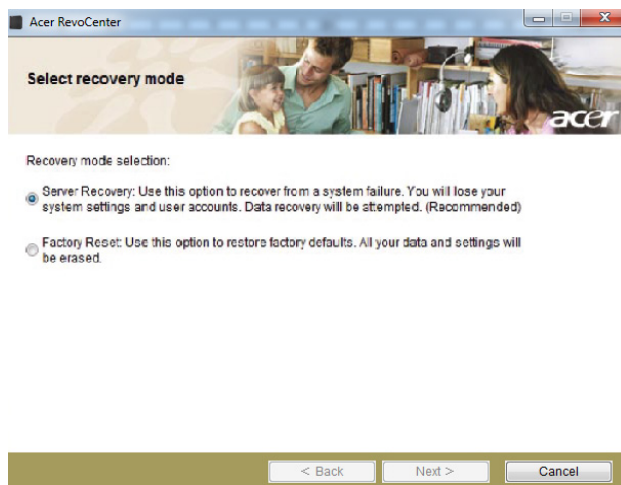 Acer RevoCenter
Select recovery mode
acer
Recovery mode selection:
Server Recovery: Use this option to recover from a system failure. You will lose your
system settings and user accounts. Data recovery will be attempted. (Recommended)
Factory Reset: Use this option to restore factory defaults. All your data and settings will
be erased.
< Back Next > Cancel